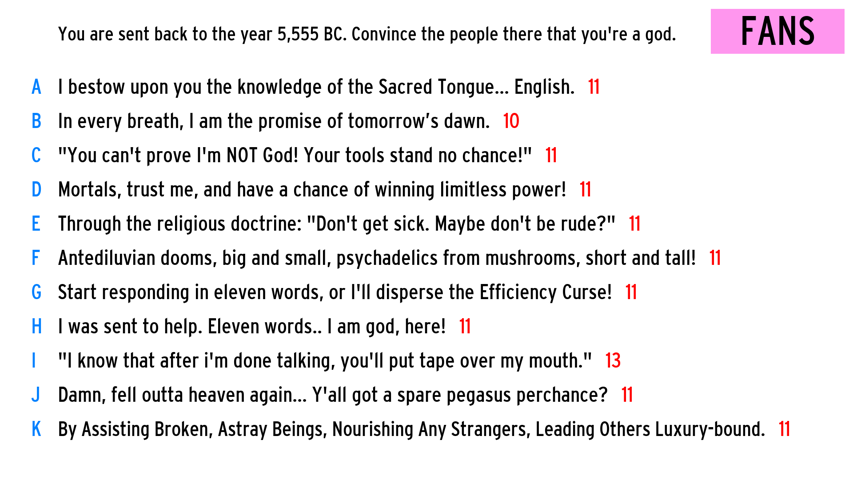 You are sent back to the year 5,555 BC. Convince the people there that you're a god.
FANS
A I bestow upon you the knowledge of the Sacred Tongue... English. 11
B In every breath, I am the promise of tomorrow’s dawn. 10
C "You can't prove I'm NOT God! Your tools stand no chance!" 11
D Mortals, trust me, and have a chance of winning limitless power! 11
E Through the religious doctrine: "Don't get sick. Maybe don't be rude?" 11
F Antediluvian dooms, big and small, psychadelics from mushrooms, short and tall! 11
G Start responding in eleven words, or I'll disperse the Efficiency Curse! 11
H I was sent to help. Eleven words.. I am god, here! 11
I "I know that after i'm done talking, you'll put tape over my mouth." 13
J Damn, fell outta heaven again... Y'all got a spare pegasus perchance? 11
K By Assisting Broken, Astray Beings, Nourishing Any Strangers, Leading Others Luxury-bound. 11